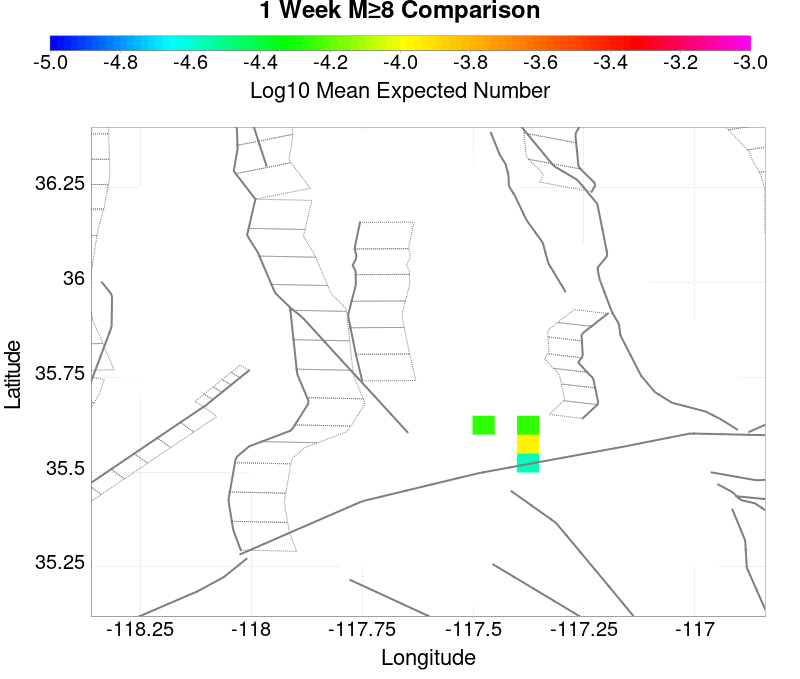 1 Week M≥8 Comparison
-5.0 -4.8 -4.6 -4.4 -4.2 -4.0 -3.8 -3.6 -3.4 -3.2 -3.0
Log10 Mean Expected Number
36.25
36
35.75
35.5
35.25
Latitude
-118.25 -118 -117.75 -117.5 -117.25 -117
Longitude